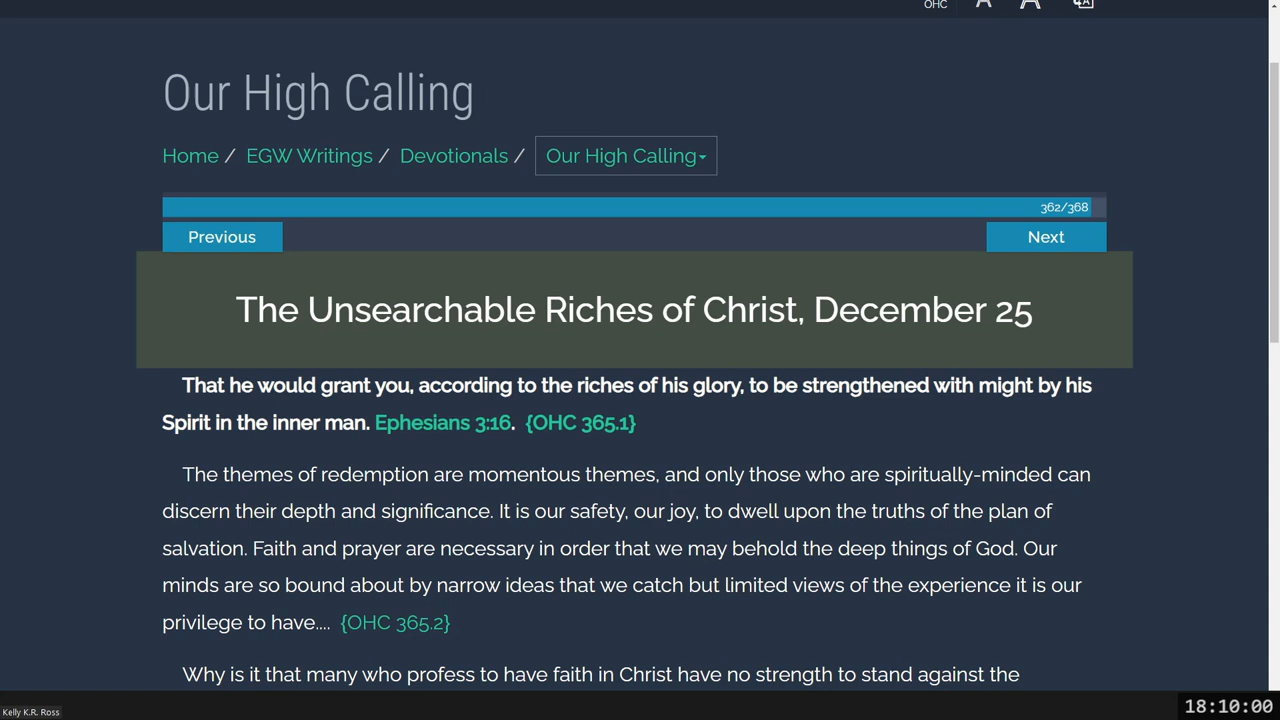 OHC A A A
Our High Calling
Home / EGW Writings / Devotionals / Our High Calling
362/368
Previous Next
The Unsearchable Riches of Christ, December 25
That he would grant you, according to the riches of his glory, to be strengthened with might by his
Spirit in the inner man. Ephesians 3:16. {OHC 365.1}
The themes of redemption are momentous themes, and only those who are spiritually-minded can
discern their depth and significance. It is our safety, our joy, to dwell upon the truths of the plan of
salvation. Faith and prayer are necessary in order that we may behold the deep things of God. Our
minds are so bound about by narrow ideas that we catch but limited views of the experience it is our
privilege to have.... {OHC 365.2}
Why is it that many who profess to have faith in Christ have no strength to stand against the
Kelly K.R. Ross
18:10:00